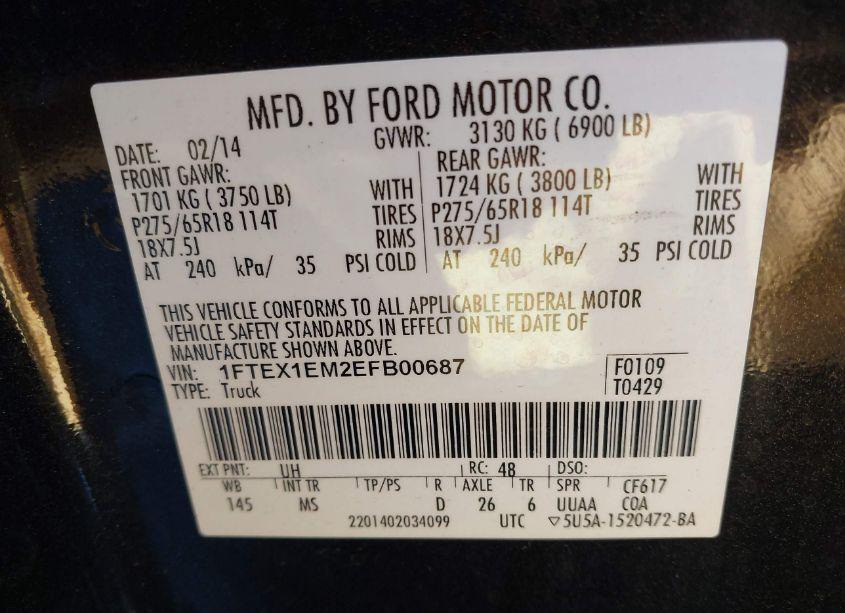 MFD. BY FORD MOTOR CO.
DATE: 02/14 GVWR: 3130 KG ( 6900 LB)
FRONT GAWR: REAR GAWR:
1701 KG ( 3750 LB) WITH 1724 KG ( 3800 LB) WITH
P275/65R18 114T TIRES P275/65R18 114T TIRES
18X7.5J RIMS 18X7.5J RIMS
AT 240 kPa/ 35 PSI COLD AT 240 kPa/ 35 PSI COLD
THIS VEHICLE CONFORMS TO ALL APPLICABLE FEDERAL MOTOR
VEHICLE SAFETY STANDARDS IN EFFECT ON THE DATE OF
MANUFACTURE SHOWN ABOVE.
VIN: 1FTEX1EM2EFB00687 F0109
TYPE: Truck T0429
EXT PNT: UH RC: 48 DSO:
WB INT TR TP/PS R AXLE TR SPR CF617
145 MS D 26 6 UUAA COA
2201402034099 UTC ▽5U5A-1520472-BA